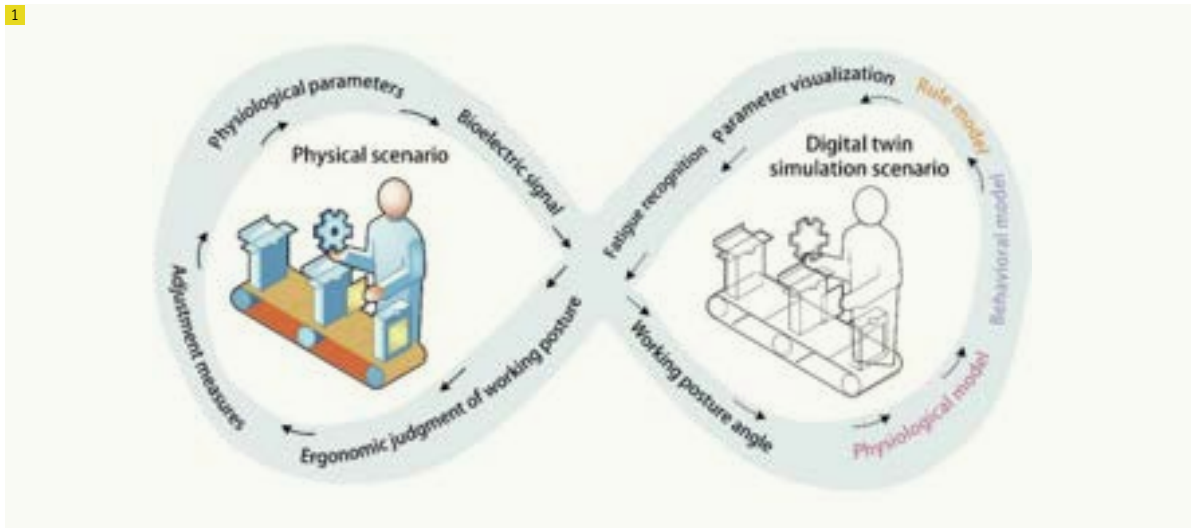 1
Physiological parameters
Bioelectric signal
Physical scenario
Adjustment measures
Ergonomic judgment of working posture
Parameter visualization
Fatigue recognition
Digital twin
simulation scenario
Rule model
Behavioral model
Physiological model
Working posture angle